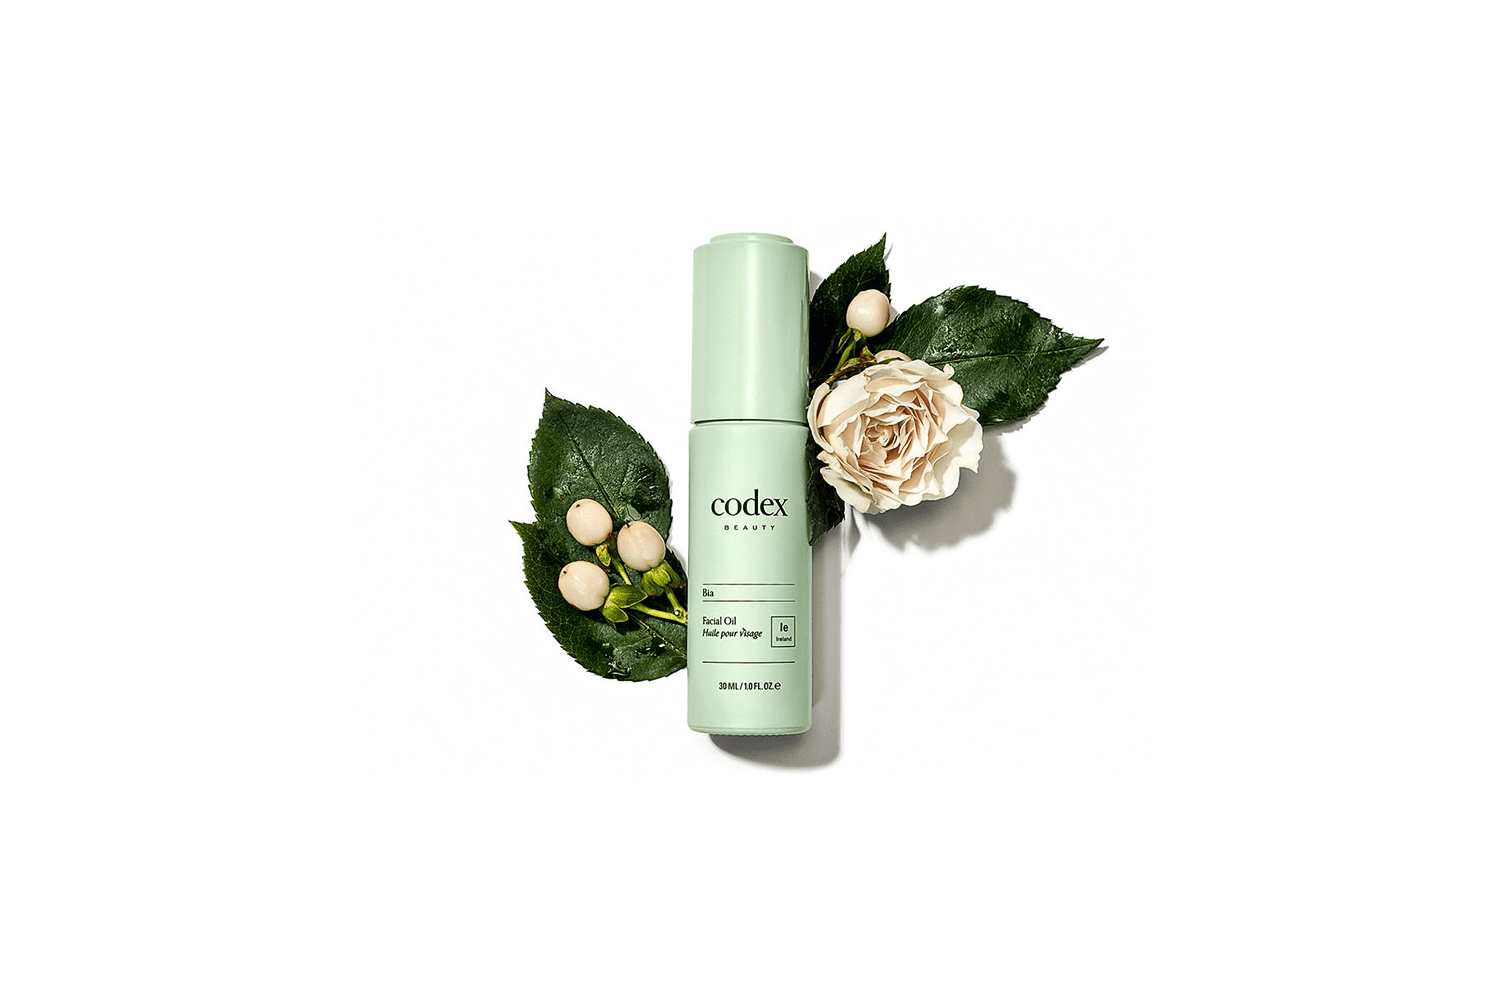 codex
BEAUTY
Bia
Facial Oil
Huile pour visage
Ie
Ireland
30 ML / 1.0 FL. OZ. e